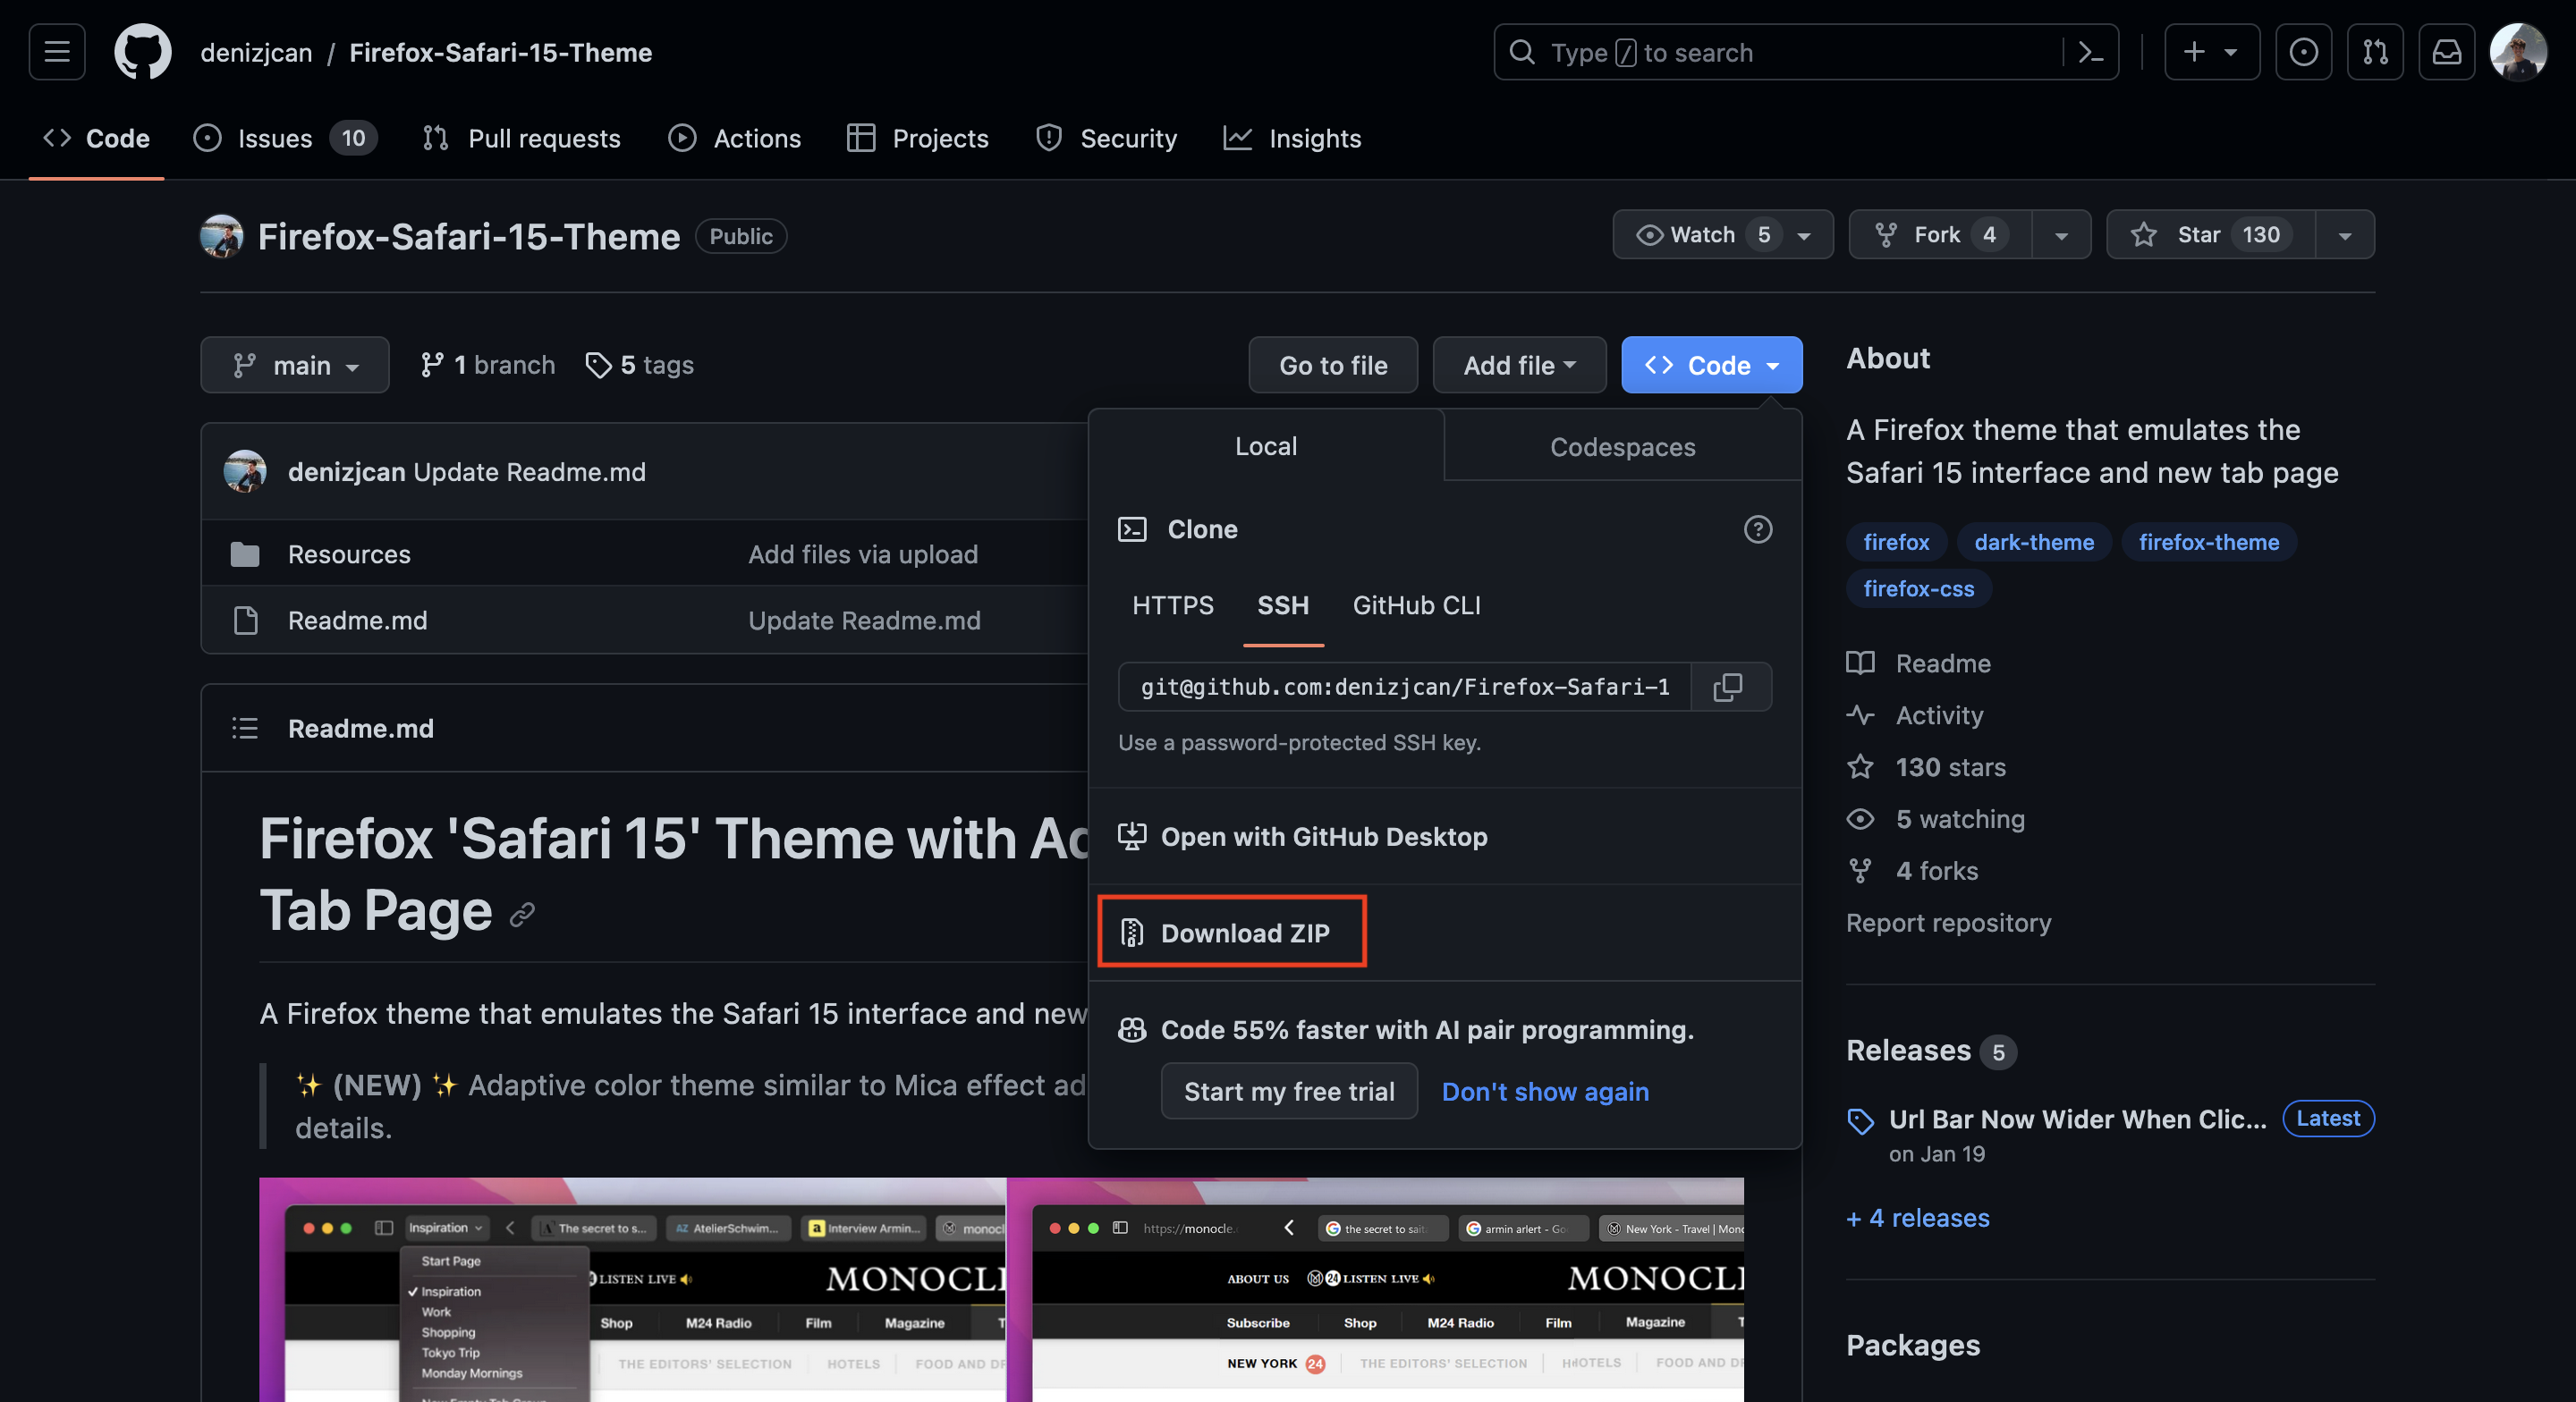 denizjcan / Firefox-Safari-15-Theme
Type / to search
Code
Issues 10
Pull requests
Actions
Projects
Security
Insights
Firefox-Safari-15-Theme Public
Watch 5
Fork 4
Star 130
main
1 branch
5 tags
Go to file
Add file
Code
denizjcan Update Readme.md
Resources
Add files via upload
Readme.md
Update Readme.md
Local
Codespaces
Clone
HTTPS
SSH
GitHub CLI
git@github.com:denizjcan/Firefox-Safari-1
Use a password-protected SSH key.
Open with GitHub Desktop
Download ZIP
Code 55% faster with AI pair programming.
Start my free trial
Don't show again
Readme.md
Firefox 'Safari 15' Theme with Ad
Tab Page
A Firefox theme that emulates the Safari 15 interface and new
✨ (NEW) ✨ Adaptive color theme similar to Mica effect ad
details.
Inspiration
The secret to s...
AZ AtelierSchwim...
a Interview Armin...
monocl
Start Page
✓ Inspiration
Work
Shopping
Tokyo Trip
Monday Mornings
LISTEN LIVE
MONOCLE
Shop
M24 Radio
Film
Magazine
T
THE EDITORS' SELECTION
HOTELS
FOOD AND DR
https://monocle.
the secret to sait
armin arlert - Go
New York - Travel | Mono
ABOUT US
24 LISTEN LIVE
MONOCLE
Subscribe
Shop
M24 Radio
Film
Magazine
T
NEW YORK 24
THE EDITORS' SELECTION
HOTELS
FOOD AND DR
About
A Firefox theme that emulates the
Safari 15 interface and new tab page
firefox
dark-theme
firefox-theme
firefox-css
Readme
Activity
130 stars
5 watching
4 forks
Report repository
Releases 5
Url Bar Now Wider When Clic... Latest
on Jan 19
+ 4 releases
Packages